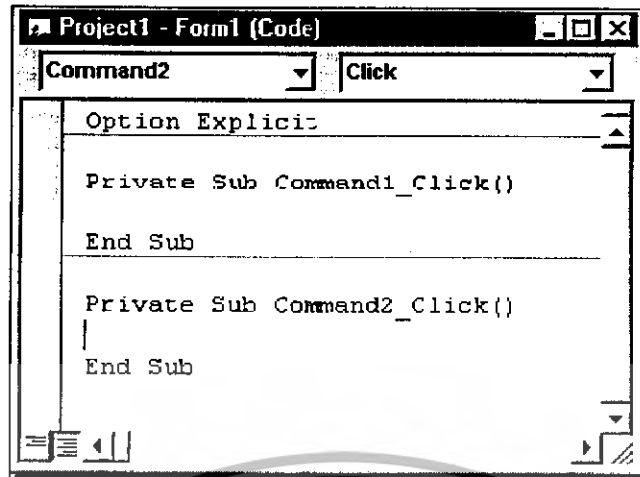 Project1 - Form1 (Code)
Command2 Click
Option Explicit
Private Sub Command1_Click()
End Sub
Private Sub Command2_Click()
End Sub